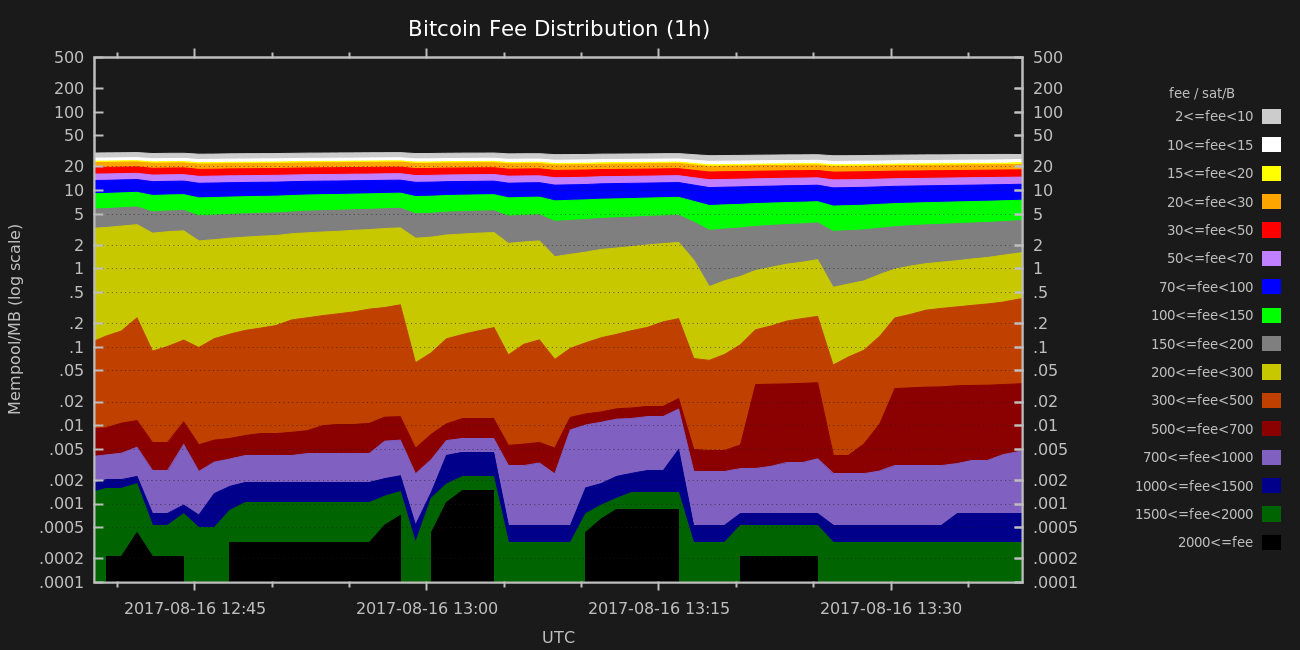 Bitcoin Fee Distribution (1h)
500 500
200 200
100 100
50 50
20 20
10 10
5 5
2 2
1 1
.5 .5
.2 .2
.1 .1
.05 .05
.02 .02
.01 .01
.005 .005
.002 .002
.001 .001
.0005 .0005
.0002 .0002
.0001 .0001
Mempool/MB (log scale)
2017-08-16 12:45 2017-08-16 13:00 2017-08-16 13:15 2017-08-16 13:30
UTC
fee / sat/B
2<=fee<10
10<=fee<15
15<=fee<20
20<=fee<30
30<=fee<50
50<=fee<70
70<=fee<100
100<=fee<150
150<=fee<200
200<=fee<300
300<=fee<500
500<=fee<700
700<=fee<1000
1000<=fee<1500
1500<=fee<2000
2000<=fee